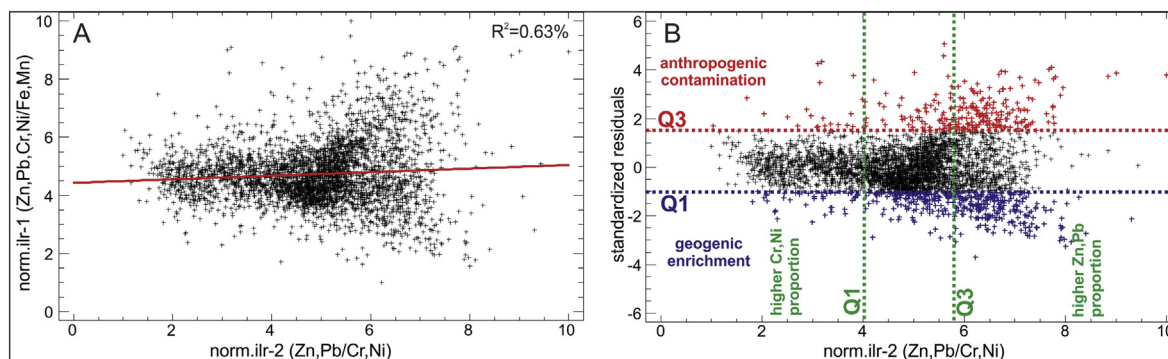 A
R²=0.63%
norm.ilr-1 (Zn,Pb,Cr,Ni/Fe,Mn)
10
8
6
4
2
0
0
2
4
6
8
10
norm.ilr-2 (Zn,Pb/Cr,Ni)
B
anthropogenic
contamination
Q3
Q1
geogenic
enrichment
standardized residuals
6
4
2
0
-2
-4
-6
higher Cr,Ni
proportion
Q1
Q3
higher Zn,Pb
proportion
2
4
6
8
10
norm.ilr-2 (Zn,Pb/Cr,Ni)